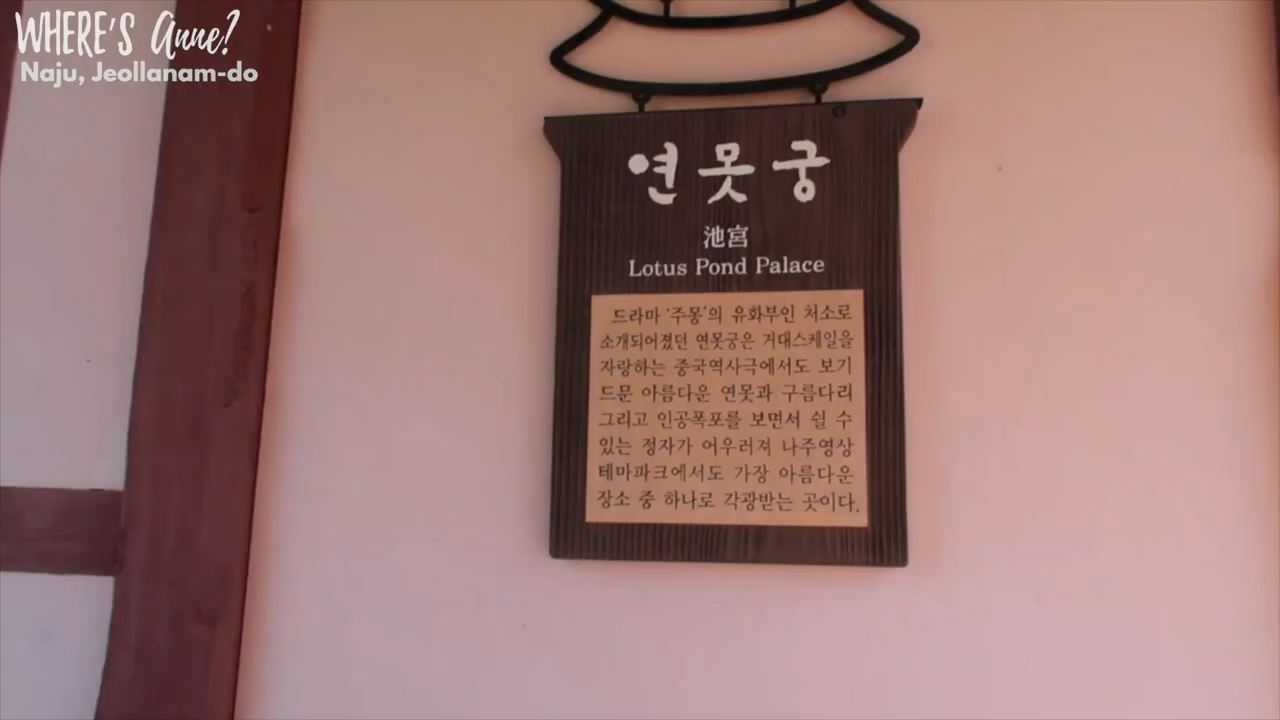 WHERE'S Anne?
Naju, Jeollanam-do
연못궁
池宮
Lotus Pond Palace
드라마 '주몽'의 유화부인 처소로
소개되어졌던 연못궁은 거대스케일을
자랑하는 중국역사극에서도 보기
드문 아름다운 연못과 구름다리
그리고 인공폭포를 보면서 쉴 수
있는 정자가 어우러져 나주영상
테마파크에서도 가장 아름다운
장소 중 하나로 각광받는 곳이다.